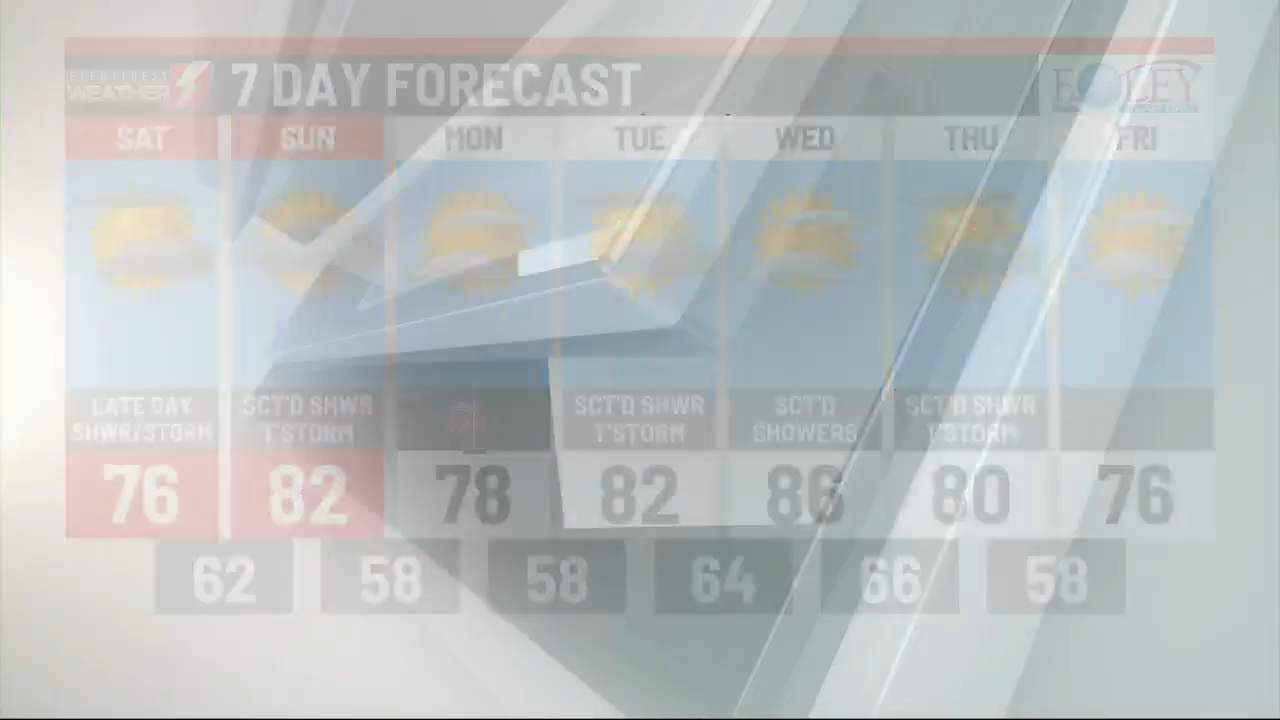 EYEWITNESS
WEATHER
7 DAY FORECAST
FOLEY
SAT SUN MON TUE WED THU FRI
LATE DAY SCT'D SHWR SCT'D SHWR SCT'D SCT'D SHWR
SHWR/STORM T'STORM T'STORM SHOWERS T'STORM
76 82 78 82 86 80 76
62 58 58 64 66 58